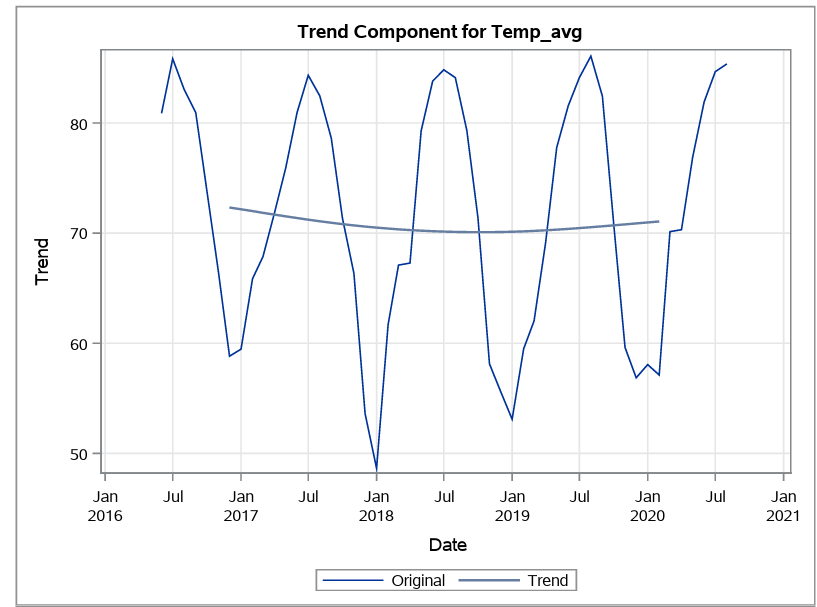 Trend Component for Temp_avg
80
70
60
50
Trend
Jan Jul Jan Jul Jan Jul Jan Jul Jan Jul Jan
2016 2017 2018 2019 2020 2021
Date
Original Trend